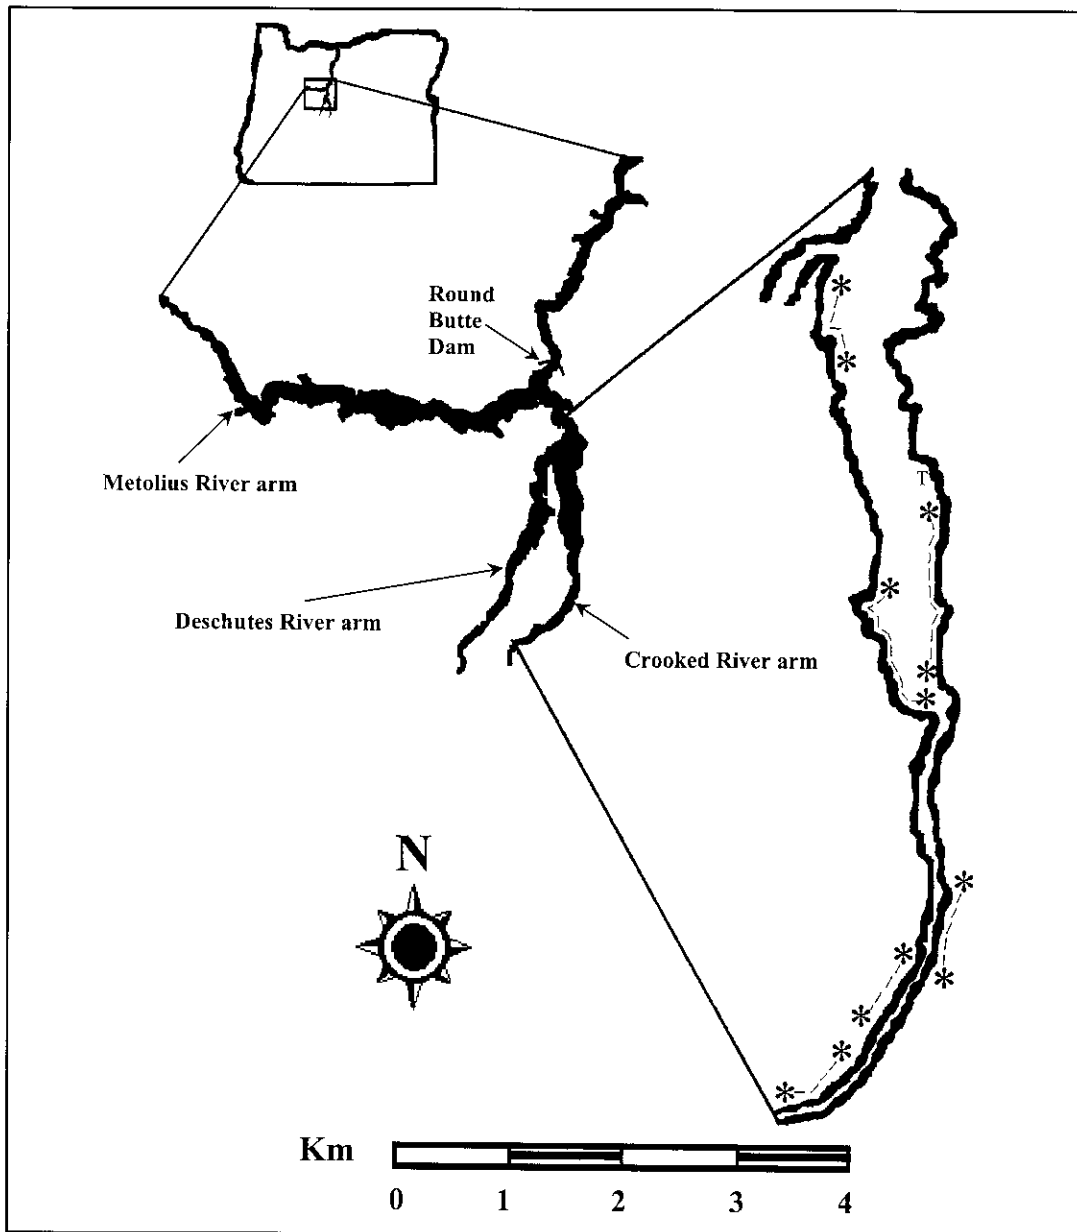 Round
Butte
Dam
T
Metolius River arm
Deschutes River arm
Crooked River arm
N
Km
0 1 2 3 4